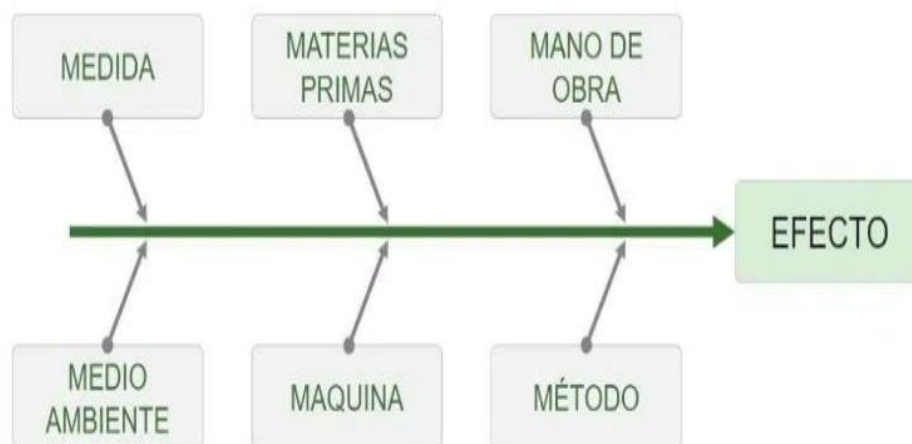 MEDIDA
MATERIAS
PRIMAS
MANO DE
OBRA
EFECTO
MEDIO
AMBIENTE
MAQUINA
MÉTODO